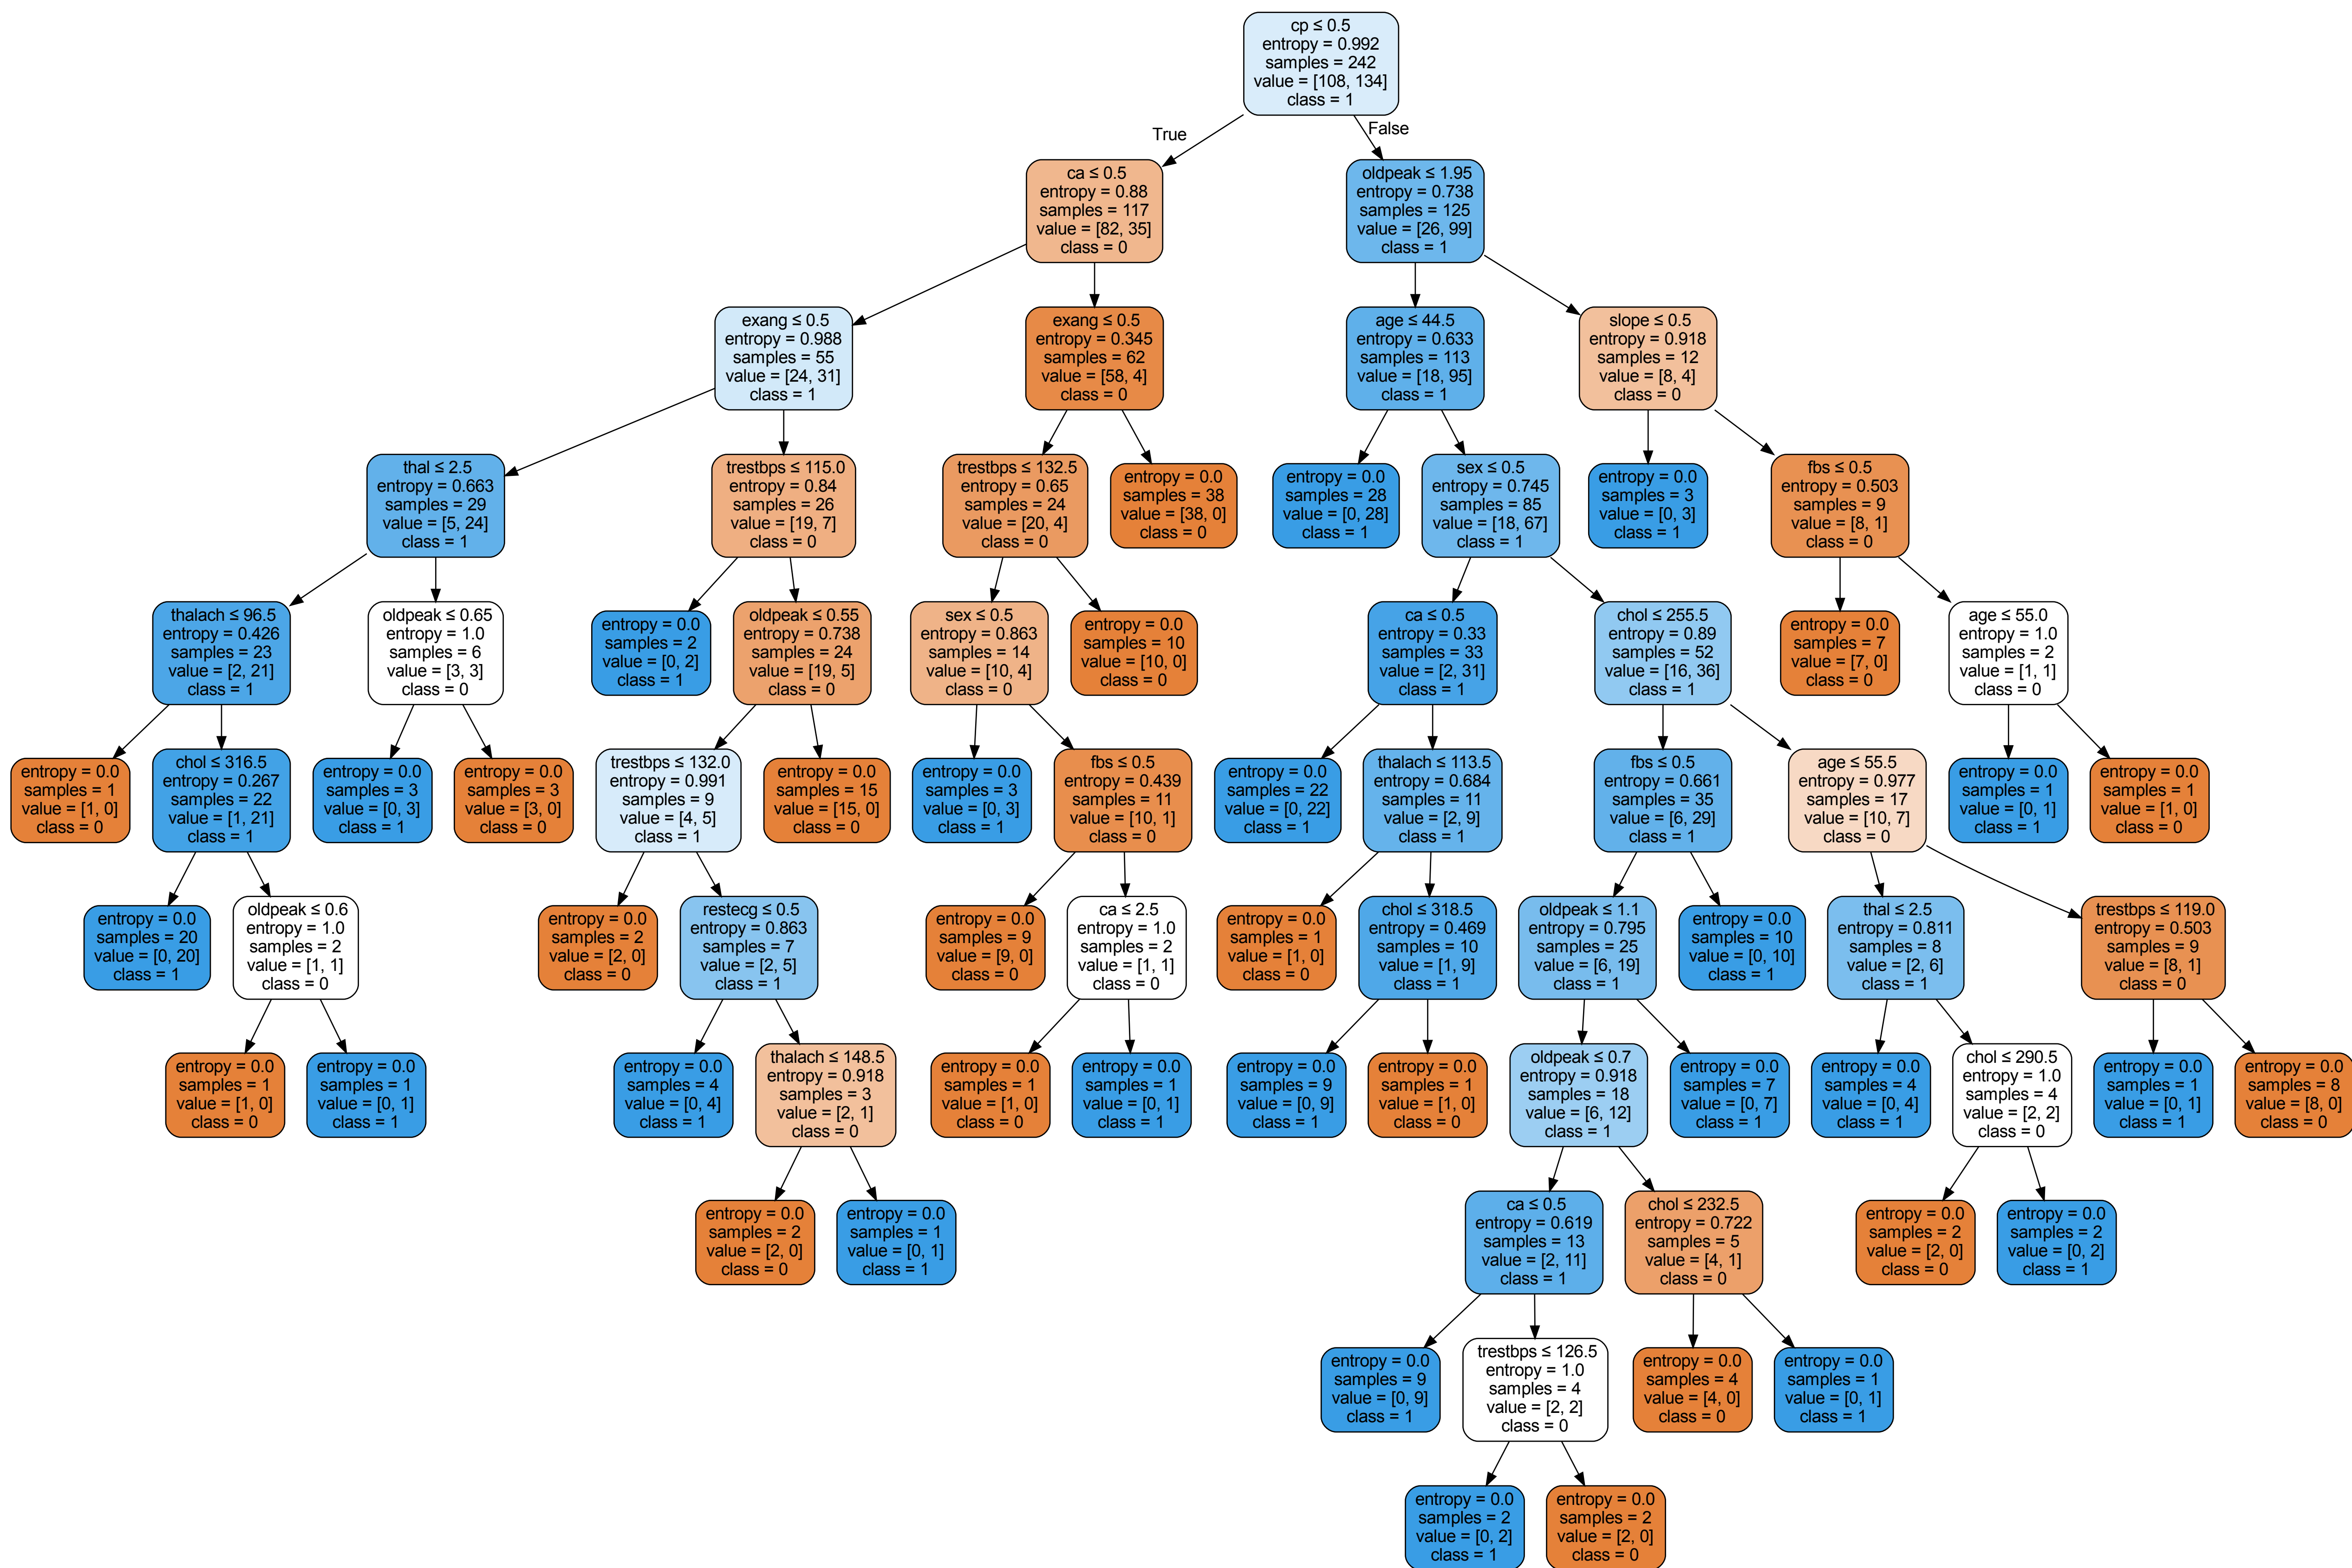 cp ≤ 0.5
entropy = 0.992
samples = 242
value = [108, 134]
class = 1
True
False
ca ≤ 0.5
entropy = 0.88
samples = 117
value = [82, 35]
class = 0
oldpeak ≤ 1.95
entropy = 0.738
samples = 125
value = [26, 99]
class = 1
exang ≤ 0.5
entropy = 0.988
samples = 55
value = [24, 31]
class = 1
exang ≤ 0.5
entropy = 0.345
samples = 62
value = [58, 4]
class = 0
age ≤ 44.5
entropy = 0.633
samples = 113
value = [18, 95]
class = 1
slope ≤ 0.5
entropy = 0.918
samples = 12
value = [8, 4]
class = 0
thal ≤ 2.5
entropy = 0.663
samples = 29
value = [5, 24]
class = 1
trestbps ≤ 115.0
entropy = 0.84
samples = 26
value = [19, 7]
class = 0
trestbps ≤ 132.5
entropy = 0.65
samples = 24
value = [20, 4]
class = 0
entropy = 0.0
samples = 38
value = [38, 0]
class = 0
entropy = 0.0
samples = 28
value = [0, 28]
class = 1
sex ≤ 0.5
entropy = 0.745
samples = 85
value = [18, 67]
class = 1
entropy = 0.0
samples = 3
value = [0, 3]
class = 1
fbs ≤ 0.5
entropy = 0.503
samples = 9
value = [8, 1]
class = 0
thalach ≤ 96.5
entropy = 0.426
samples = 23
value = [2, 21]
class = 1
oldpeak ≤ 0.65
entropy = 1.0
samples = 6
value = [3, 3]
class = 0
entropy = 0.0
samples = 2
value = [0, 2]
class = 1
oldpeak ≤ 0.55
entropy = 0.738
samples = 24
value = [19, 5]
class = 0
sex ≤ 0.5
entropy = 0.863
samples = 14
value = [10, 4]
class = 0
entropy = 0.0
samples = 10
value = [10, 0]
class = 0
ca ≤ 0.5
entropy = 0.33
samples = 33
value = [2, 31]
class = 1
chol ≤ 255.5
entropy = 0.89
samples = 52
value = [16, 36]
class = 1
entropy = 0.0
samples = 7
value = [7, 0]
class = 0
age ≤ 55.0
entropy = 1.0
samples = 2
value = [1, 1]
class = 0
entropy = 0.0
samples = 1
value = [1, 0]
class = 0
chol ≤ 316.5
entropy = 0.267
samples = 22
value = [1, 21]
class = 1
entropy = 0.0
samples = 3
value = [0, 3]
class = 1
entropy = 0.0
samples = 3
value = [3, 0]
class = 0
trestbps ≤ 132.0
entropy = 0.991
samples = 9
value = [4, 5]
class = 1
entropy = 0.0
samples = 15
value = [15, 0]
class = 0
entropy = 0.0
samples = 3
value = [0, 3]
class = 1
fbs ≤ 0.5
entropy = 0.439
samples = 11
value = [10, 1]
class = 0
entropy = 0.0
samples = 22
value = [0, 22]
class = 1
thalach ≤ 113.5
entropy = 0.684
samples = 11
value = [2, 9]
class = 1
fbs ≤ 0.5
entropy = 0.661
samples = 35
value = [6, 29]
class = 1
age ≤ 55.5
entropy = 0.977
samples = 17
value = [10, 7]
class = 0
entropy = 0.0
samples = 1
value = [0, 1]
class = 1
entropy = 0.0
samples = 1
value = [1, 0]
class = 0
entropy = 0.0
samples = 20
value = [0, 20]
class = 1
oldpeak ≤ 0.6
entropy = 1.0
samples = 2
value = [1, 1]
class = 0
entropy = 0.0
samples = 2
value = [2, 0]
class = 0
restecg ≤ 0.5
entropy = 0.863
samples = 7
value = [2, 5]
class = 1
entropy = 0.0
samples = 9
value = [9, 0]
class = 0
ca ≤ 2.5
entropy = 1.0
samples = 2
value = [1, 1]
class = 0
entropy = 0.0
samples = 1
value = [1, 0]
class = 0
chol ≤ 318.5
entropy = 0.469
samples = 10
value = [1, 9]
class = 1
oldpeak ≤ 1.1
entropy = 0.795
samples = 25
value = [6, 19]
class = 1
entropy = 0.0
samples = 10
value = [0, 10]
class = 1
thal ≤ 2.5
entropy = 0.811
samples = 8
value = [2, 6]
class = 1
trestbps ≤ 119.0
entropy = 0.503
samples = 9
value = [8, 1]
class = 0
entropy = 0.0
samples = 1
value = [1, 0]
class = 0
entropy = 0.0
samples = 1
value = [0, 1]
class = 1
entropy = 0.0
samples = 4
value = [0, 4]
class = 1
thalach ≤ 148.5
entropy = 0.918
samples = 3
value = [2, 1]
class = 0
entropy = 0.0
samples = 1
value = [1, 0]
class = 0
entropy = 0.0
samples = 1
value = [0, 1]
class = 1
entropy = 0.0
samples = 9
value = [0, 9]
class = 1
entropy = 0.0
samples = 1
value = [1, 0]
class = 0
oldpeak ≤ 0.7
entropy = 0.918
samples = 18
value = [6, 12]
class = 1
entropy = 0.0
samples = 7
value = [0, 7]
class = 1
entropy = 0.0
samples = 4
value = [0, 4]
class = 1
chol ≤ 290.5
entropy = 1.0
samples = 4
value = [2, 2]
class = 0
entropy = 0.0
samples = 1
value = [0, 1]
class = 1
entropy = 0.0
samples = 8
value = [8, 0]
class = 0
entropy = 0.0
samples = 2
value = [2, 0]
class = 0
entropy = 0.0
samples = 1
value = [0, 1]
class = 1
ca ≤ 0.5
entropy = 0.619
samples = 13
value = [2, 11]
class = 1
chol ≤ 232.5
entropy = 0.722
samples = 5
value = [4, 1]
class = 0
entropy = 0.0
samples = 2
value = [2, 0]
class = 0
entropy = 0.0
samples = 2
value = [0, 2]
class = 1
entropy = 0.0
samples = 9
value = [0, 9]
class = 1
trestbps ≤ 126.5
entropy = 1.0
samples = 4
value = [2, 2]
class = 0
entropy = 0.0
samples = 4
value = [4, 0]
class = 0
entropy = 0.0
samples = 1
value = [0, 1]
class = 1
entropy = 0.0
samples = 2
value = [0, 2]
class = 1
entropy = 0.0
samples = 2
value = [2, 0]
class = 0